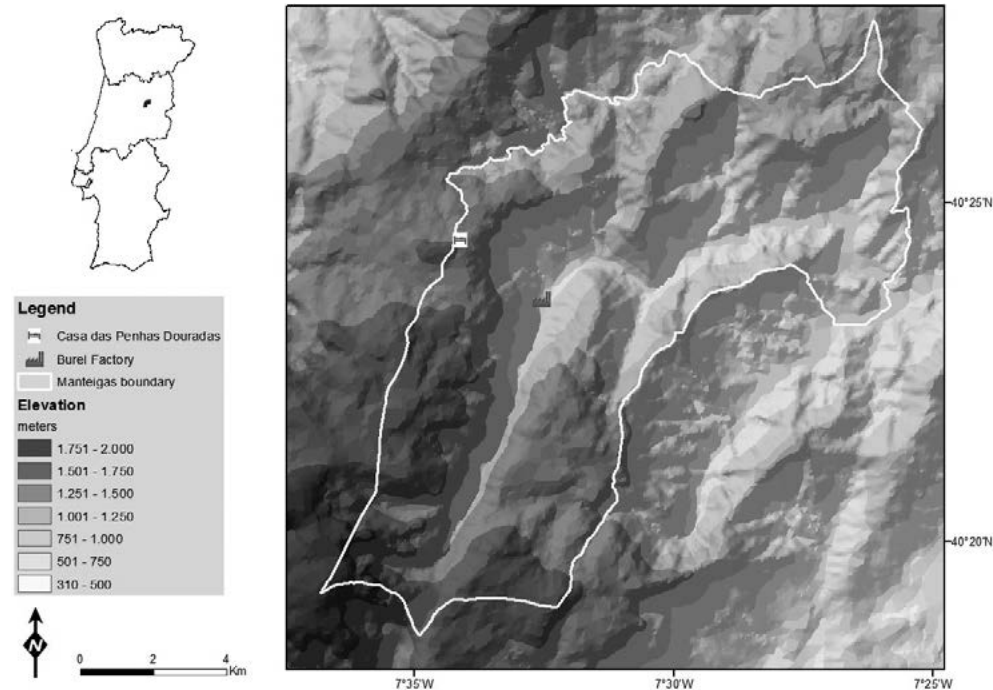 Legend
Casa das Penhas Douradas
Burel Factory
Manteigas boundary
Elevation
meters
1.751 - 2.000
1.501 - 1.750
1.251 - 1.500
1.001 - 1.250
751 - 1.000
501 - 750
310 - 500
N
0 2 4
Km
40°25'N
40°20'N
7°35'W 7°30'W 7°25'W